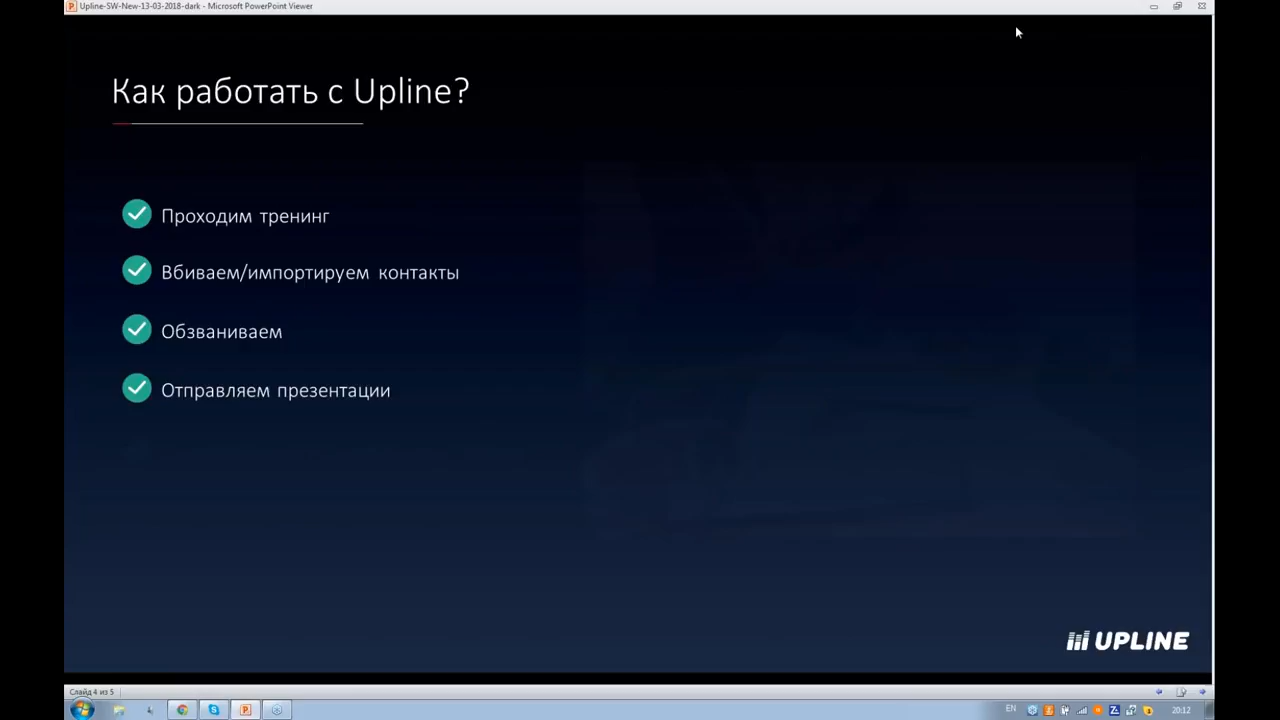 Upline-SW-New-13-03-2018-dark - Microsoft PowerPoint Viewer
Как работать с Upline?
Проходим тренинг
Вбиваем/импортируем контакты
Обзваниваем
Отправляем презентации
UPLINE
Слайд 4 из 5
EN
20:12